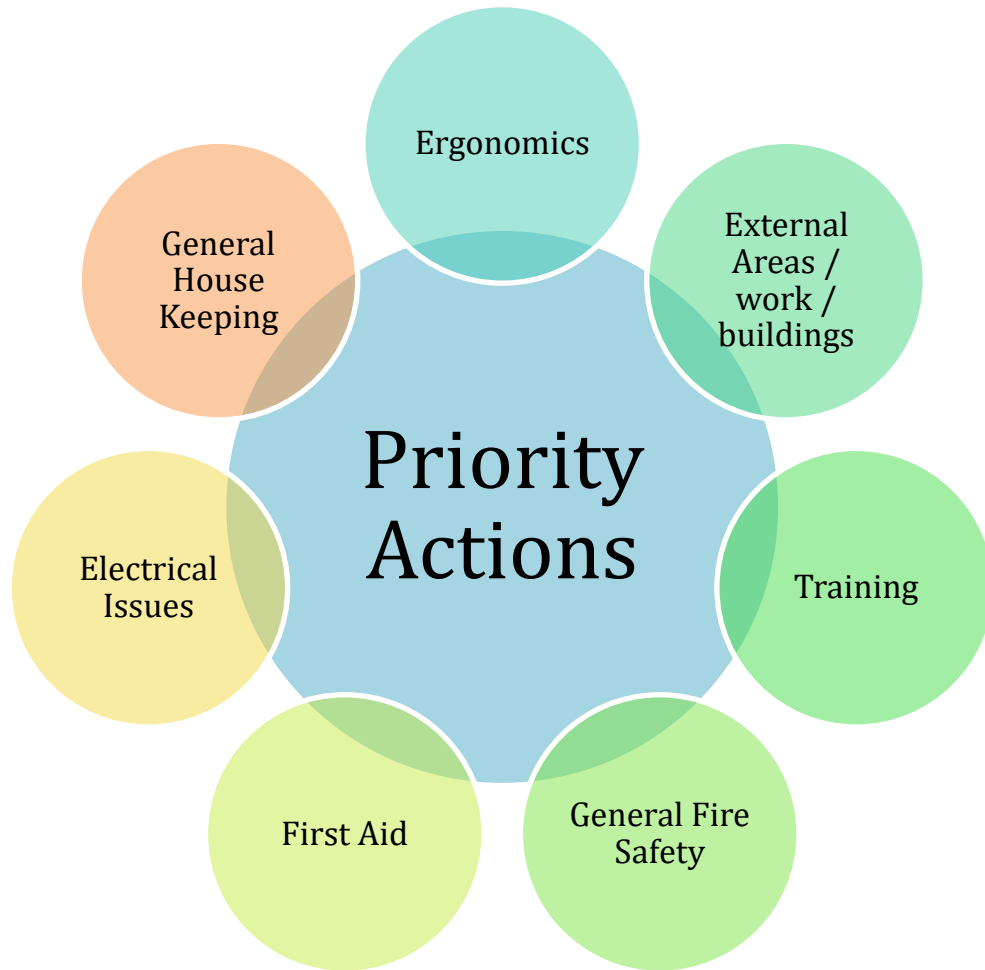 Ergonomics
External
Areas /
work /
buildings
Training
General Fire
Safety
First Aid
Electrical
Issues
General
House
Keeping
Priority
Actions